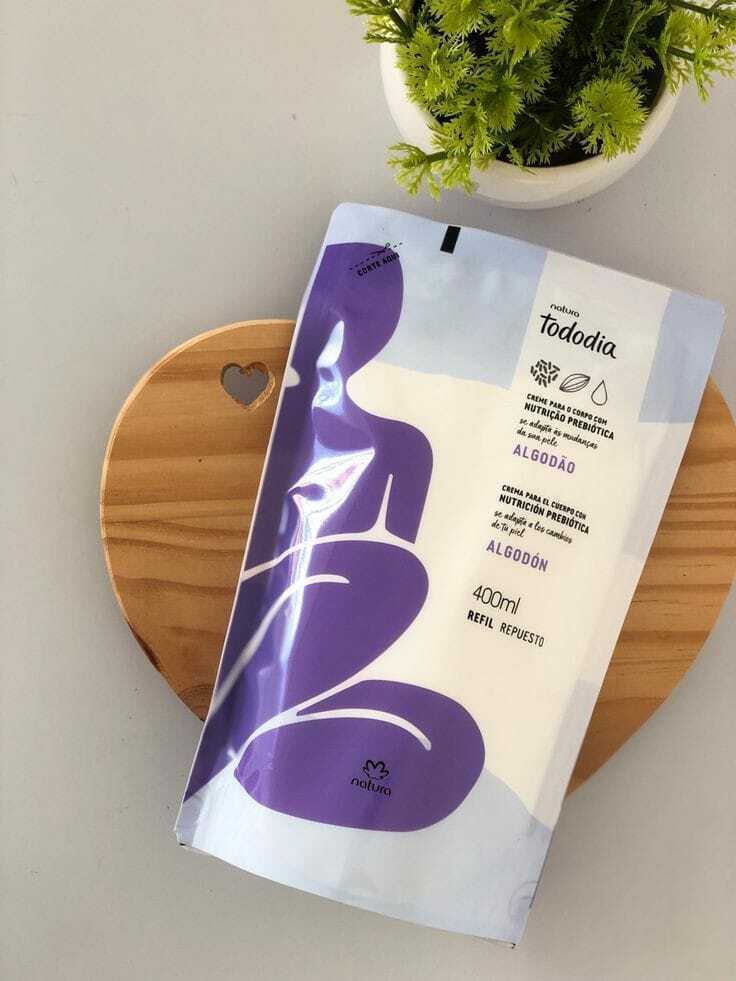 CORTE AQUI
natura
tododia
CREME PARA O CORPO COM
NUTRIÇÃO PREBIÓTICA
se adapta às mudanças
da sua pele
ALGODÃO
CREMA PARA EL CUERPO CON
NUTRICIÓN PREBIÓTICA
se adapta a los cambios
de tu piel
ALGODÓN
400ml
REFIL REPUESTO
natura